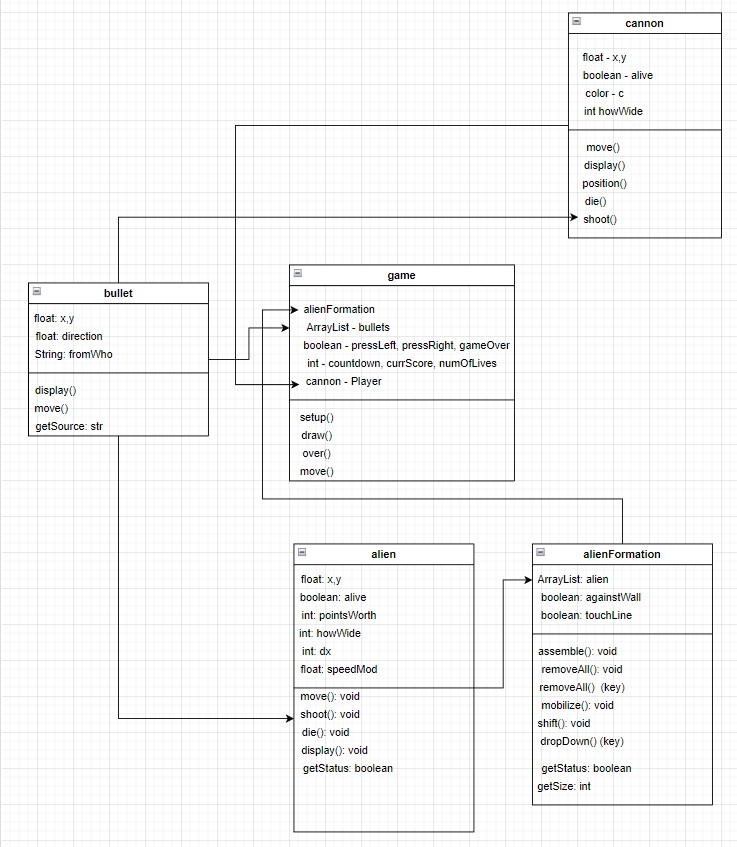 cannon
float - x,y
boolean - alive
color - c
int howWide
move()
display()
position()
die()
shoot()
game
alienFormation
ArrayList - bullets
boolean - pressLeft, pressRight, gameOver
int - countdown, currScore, numOfLives
cannon - Player
setup()
draw()
over()
move()
bullet
float: x,y
float: direction
String: fromWho
display()
move()
getSource: str
alien
float: x,y
boolean: alive
int: pointsWorth
int: howWide
int: dx
float: speedMod
move(): void
shoot(): void
die(): void
display(): void
getStatus: boolean
alienFormation
ArrayList: alien
boolean: againstWall
boolean: touchLine
assemble(): void
removeAll(): void
removeAll() (key)
mobilize(): void
shift(): void
dropDown() (key)
getStatus: boolean
getSize: int